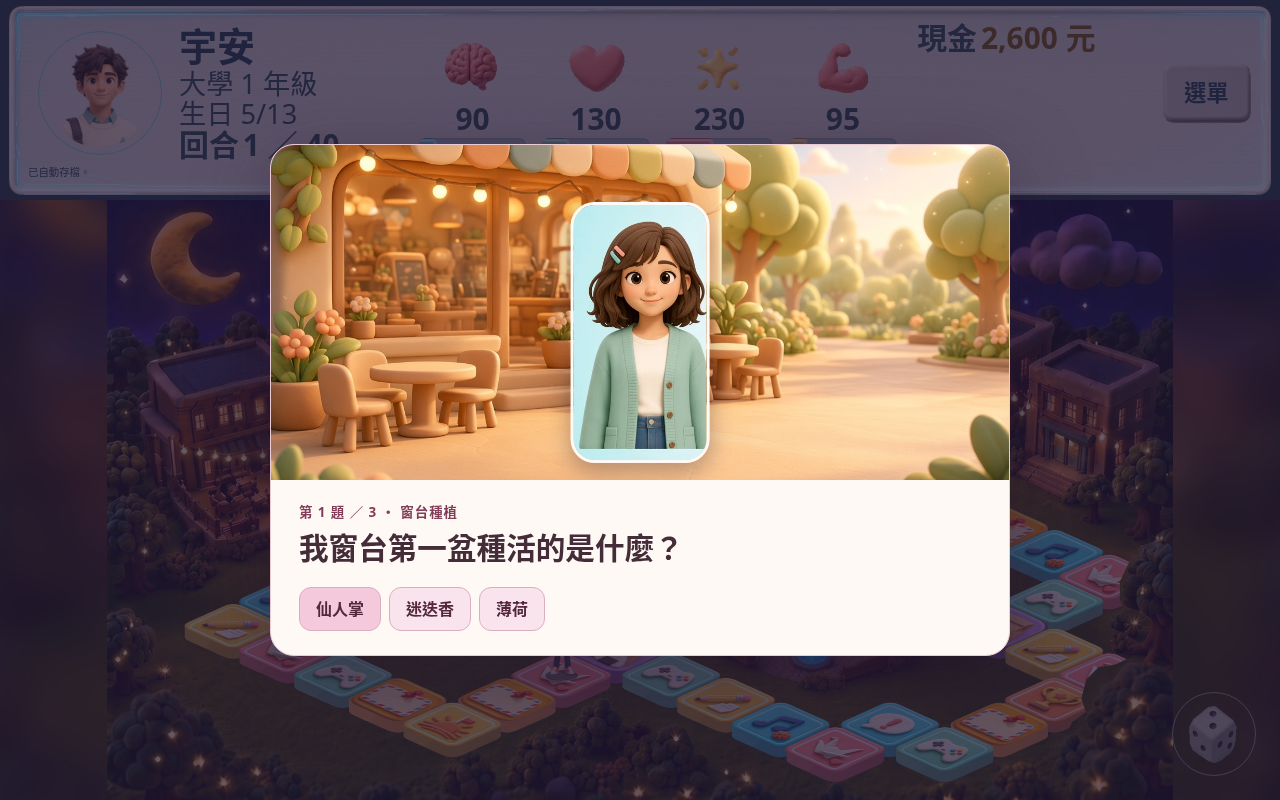 宇安
大學 1 年級
生日 5/13
回合 1 ／ 40
已自動存檔。
90
130
230
95
現金 2,600 元
選單
第 1 題 ／ 3 · 窗台種植
我窗台第一盆種活的是什麼？
仙人掌
迷迭香
薄荷